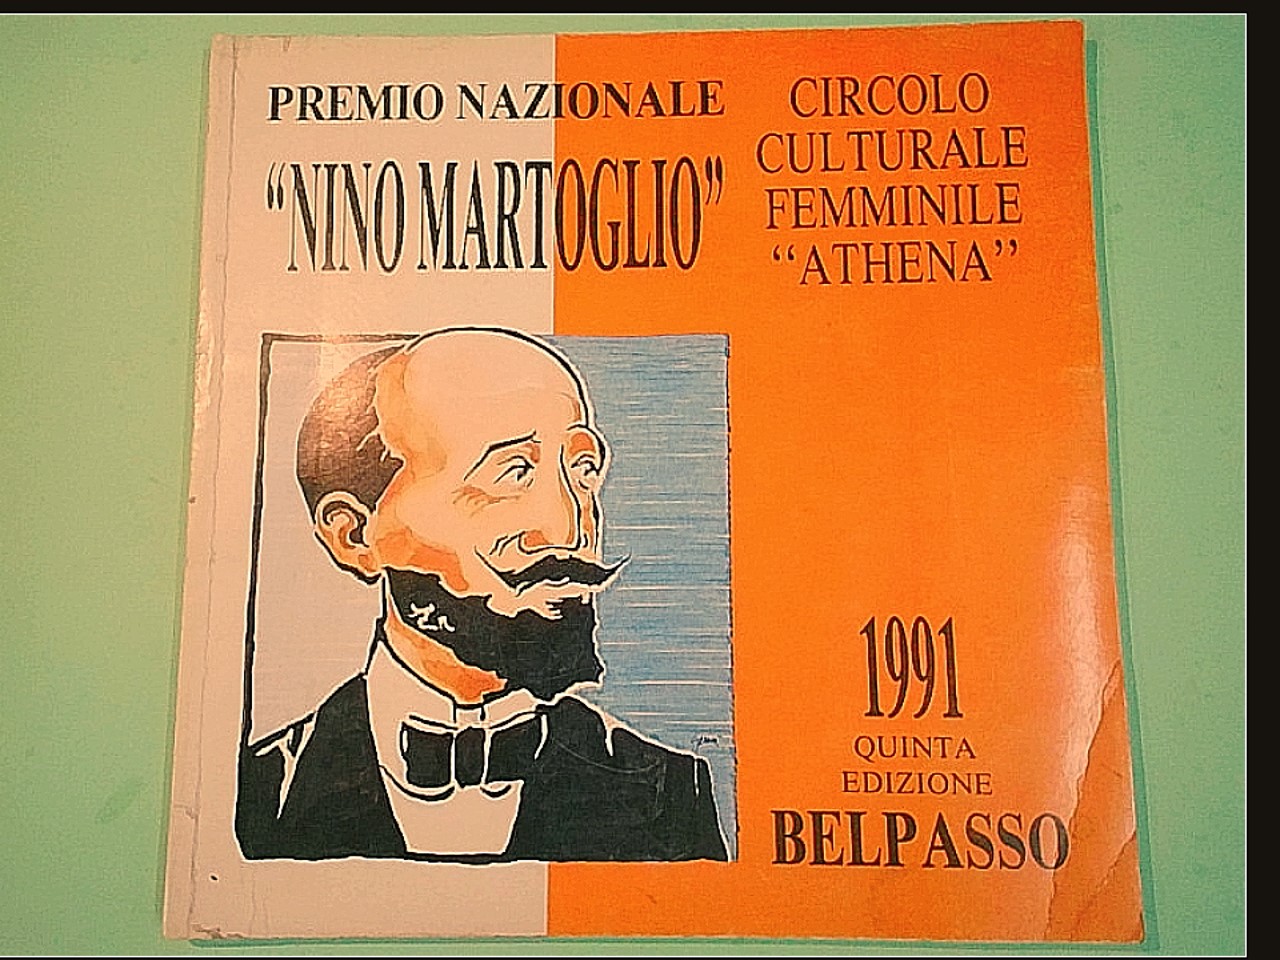 PREMIO NAZIONALE
“NINO MARTOGLIO”
CIRCOLO
CULTURALE
FEMMINILE
“ATHENA”
1991
QUINTA
EDIZIONE
BELPASSO